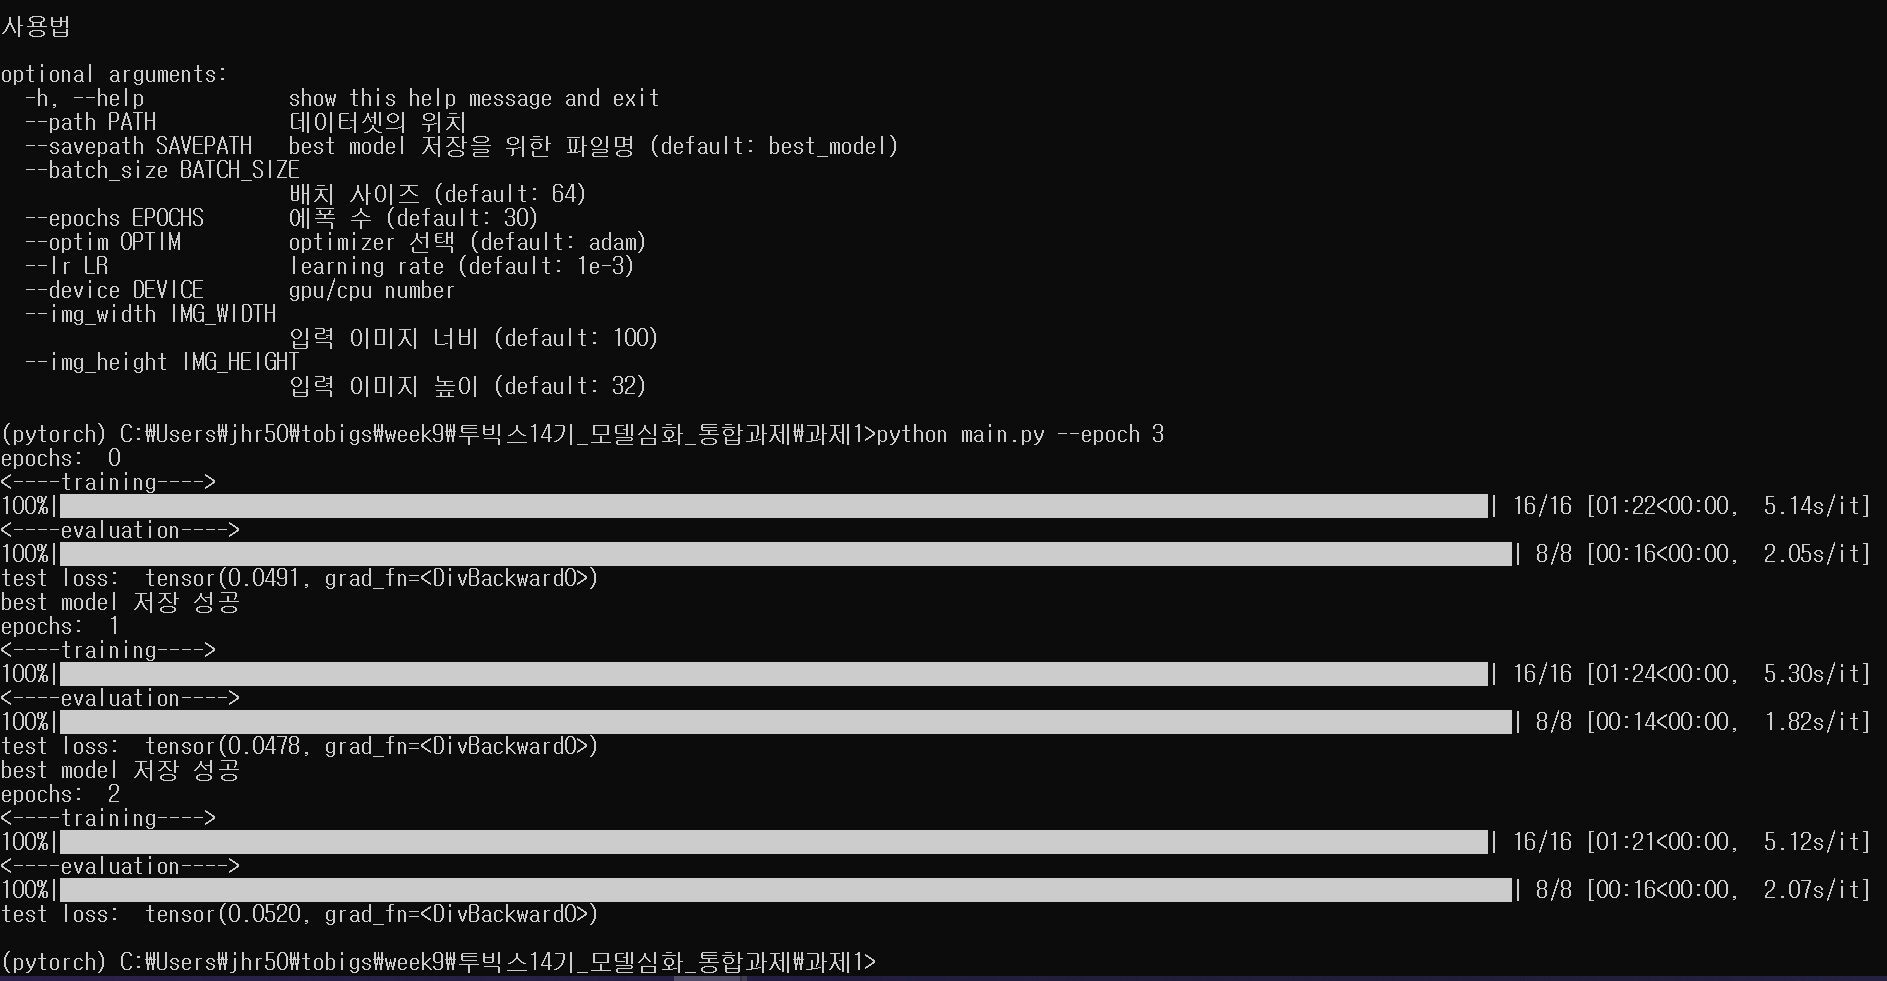 사용법
optional arguments:
-h, --help show this help message and exit
--path PATH 데이터셋의 위치
--savepath SAVEPATH best model 저장을 위한 파일명 (default: best_model)
--batch_size BATCH_SIZE
배치 사이즈 (default: 64)
--epochs EPOCHS 에폭 수 (default: 30)
--optim OPTIM optimizer 선택 (default: adam)
--lr LR learning rate (default: 1e-3)
--device DEVICE gpu/cpu number
--img_width IMG_WIDTH
입력 이미지 너비 (default: 100)
--img_height IMG_HEIGHT
입력 이미지 높이 (default: 32)
(pytorch) C:₩Users₩jhr50₩tobigs₩week9₩투빅스14기_모델심화_통합과제₩과제1>python main.py --epoch 3
epochs: 0
<----training---->
100%| | 16/16 [01:22<00:00, 5.14s/it]
<----evaluation---->
100%| | 8/8 [00:16<00:00, 2.05s/it]
test loss: tensor(0.0491, grad_fn=<DivBackward0>)
best model 저장 성공
epochs: 1
<----training---->
100%| | 16/16 [01:24<00:00, 5.30s/it]
<----evaluation---->
100%| | 8/8 [00:14<00:00, 1.82s/it]
test loss: tensor(0.0478, grad_fn=<DivBackward0>)
best model 저장 성공
epochs: 2
<----training---->
100%| | 16/16 [01:21<00:00, 5.12s/it]
<----evaluation---->
100%| | 8/8 [00:16<00:00, 2.07s/it]
test loss: tensor(0.0520, grad_fn=<DivBackward0>)
(pytorch) C:₩Users₩jhr50₩tobigs₩week9₩투빅스14기_모델심화_통합과제₩과제1>